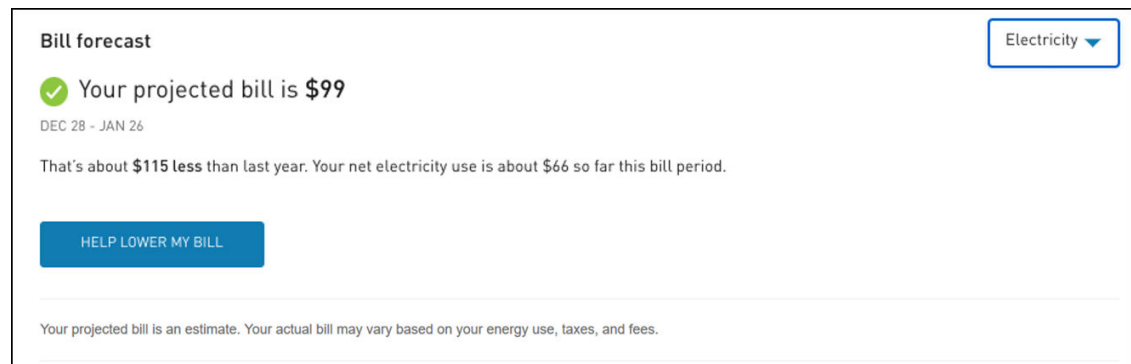 Bill forecast
Electricity
Your projected bill is $99
DEC 28 - JAN 26
That's about $115 less than last year. Your net electricity use is about $66 so far this bill period.
HELP LOWER MY BILL
Your projected bill is an estimate. Your actual bill may vary based on your energy use, taxes, and fees.